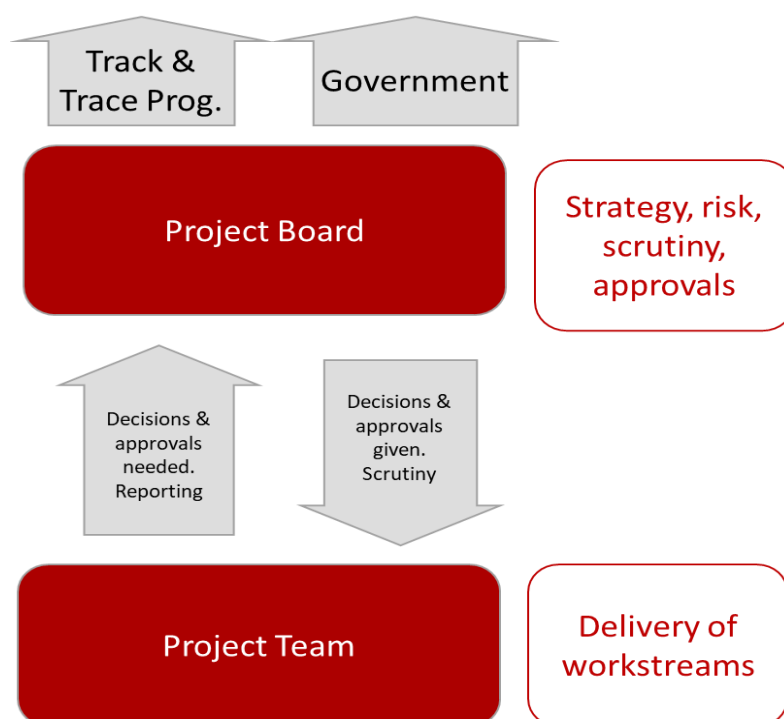 Track &
Trace Prog.
Government
Project Board
Strategy, risk,
scrutiny,
approvals
Decisions &
approvals
needed.
Reporting
Decisions &
approvals
given.
Scrutiny
Project Team
Delivery of
workstreams